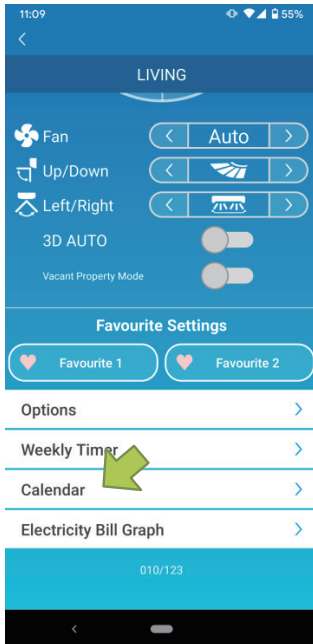 11:09 55%
LIVING
Fan Auto
Up/Down
Left/Right
3D AUTO
Vacant Property Mode
Favourite Settings
Favourite 1 Favourite 2
Options
Weekly Timer
Calendar
Electricity Bill Graph
010/123